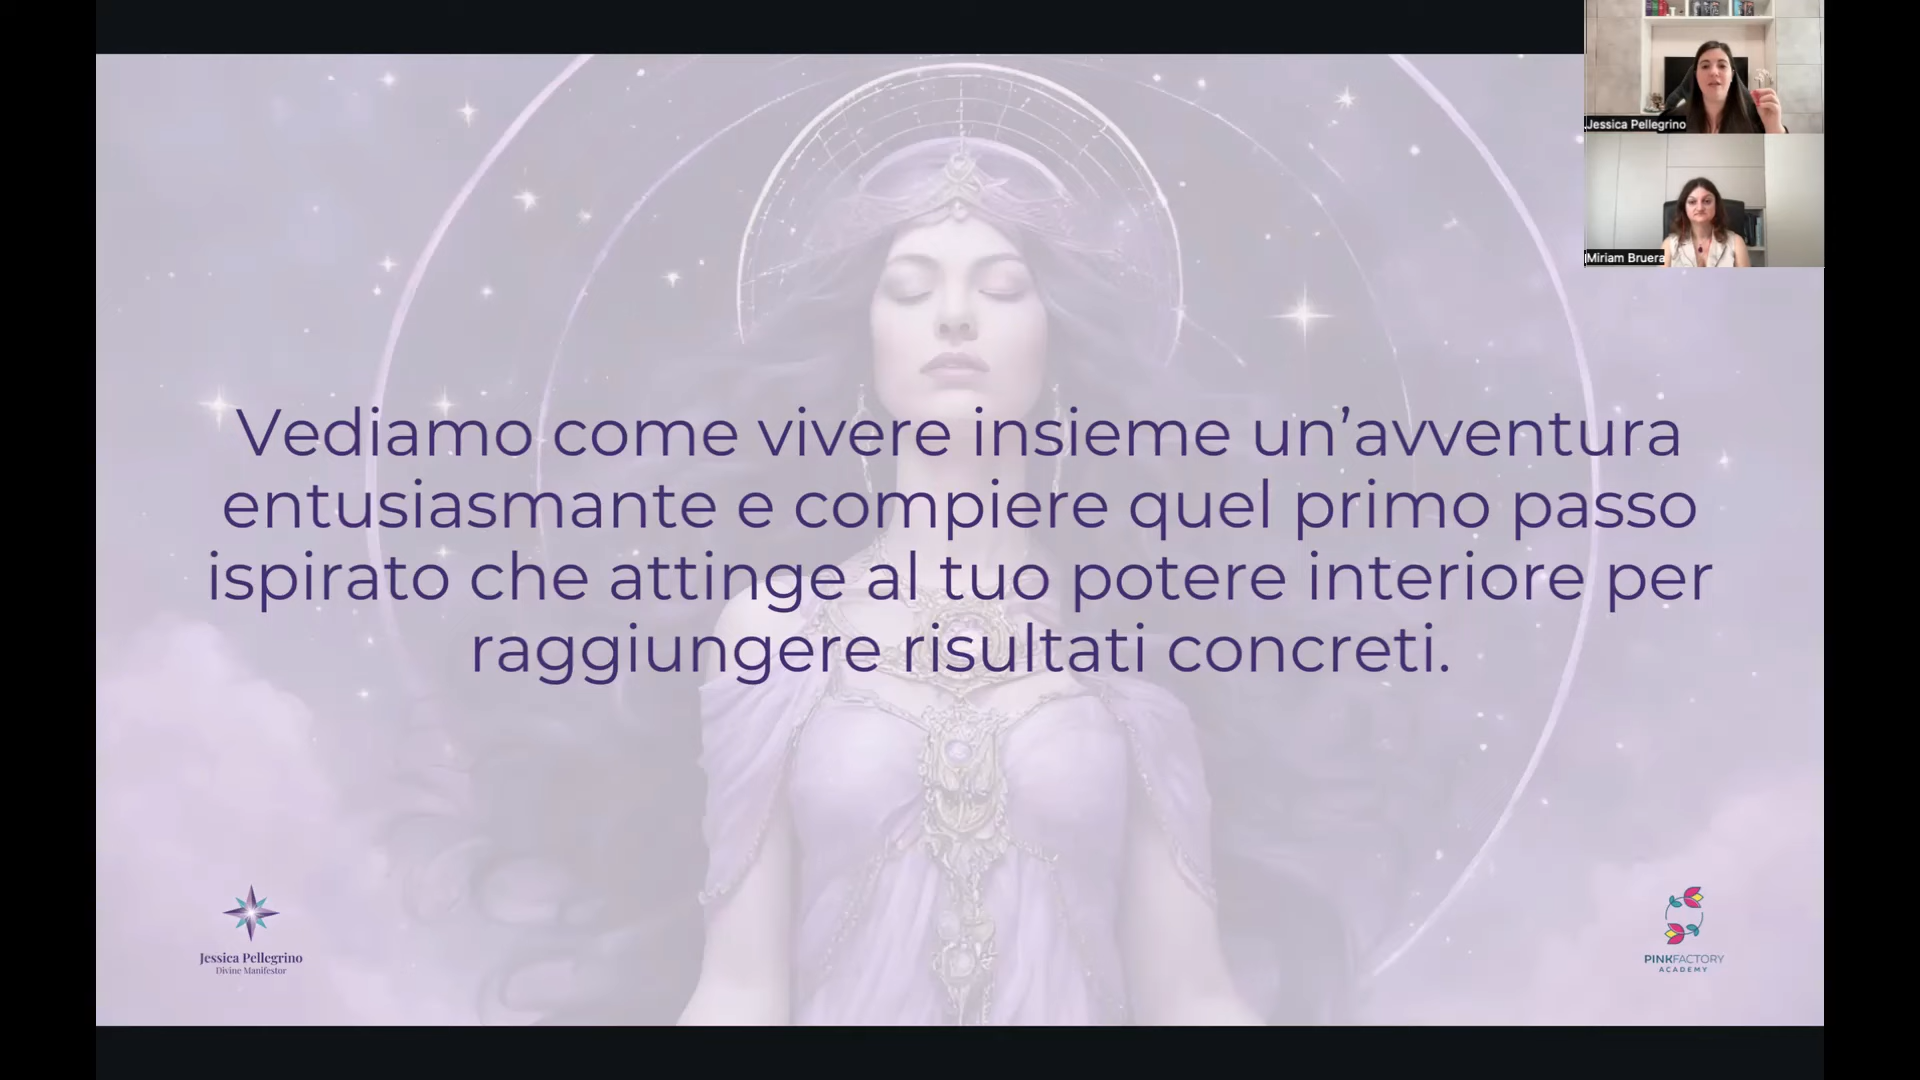 Jessica Pellegrino
Miriam Bruera
Vediamo come vivere insieme un’avventura
entusiasmante e compiere quel primo passo
ispirato che attinge al tuo potere interiore per
raggiungere risultati concreti.
Jessica Pellegrino
Divine Manifestor
PINKFACTORY
ACADEMY